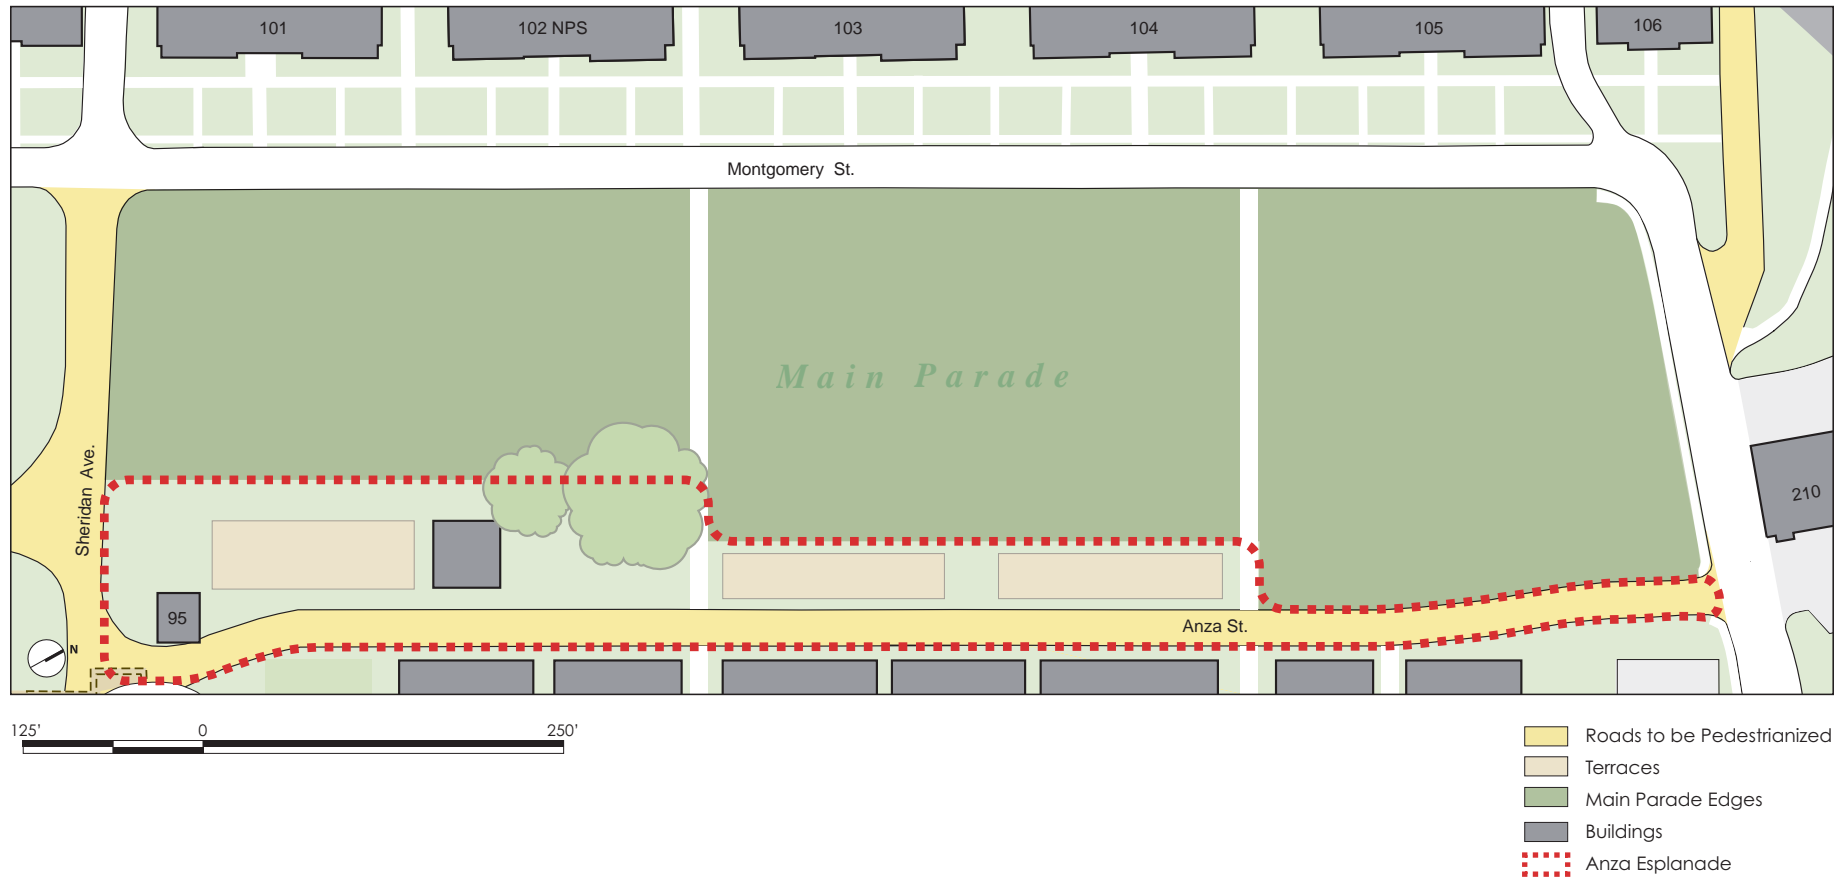 101
102 NPS
103
104
105
106
Montgomery St.
Main Parade
Sheridan Ave.
210
95
Anza St.
N
125' 0 250'
Roads to be Pedestrianized
Terraces
Main Parade Edges
Buildings
Anza Esplanade